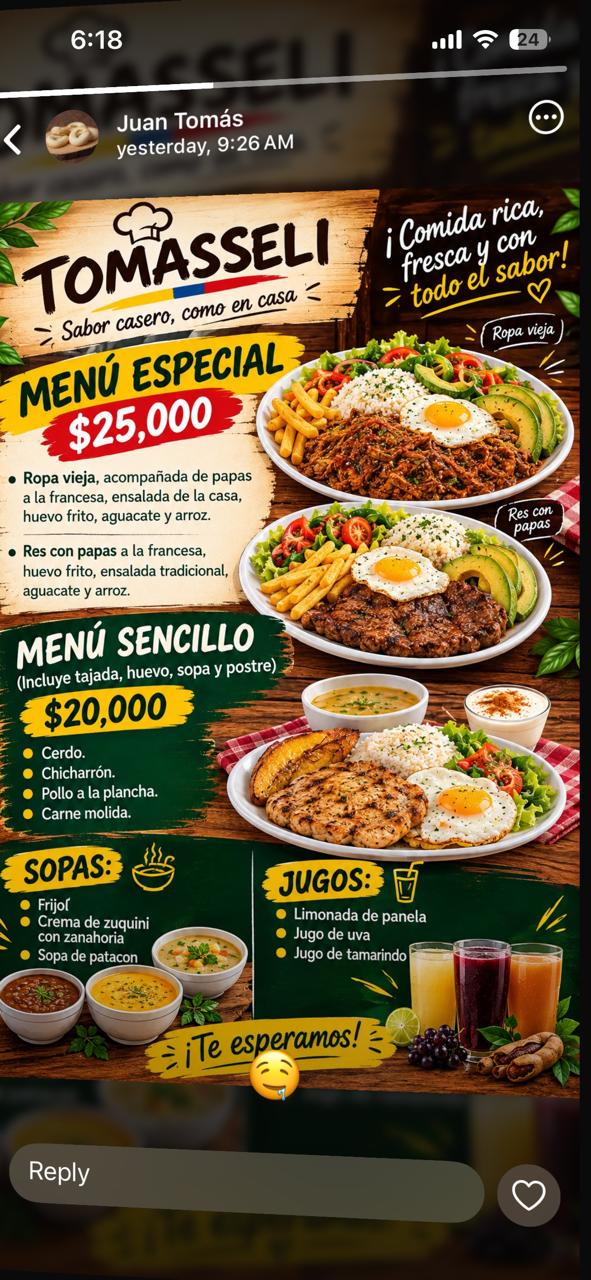 6:18
24
Juan Tomás
yesterday, 9:26 AM
TOMASSELI
Sabor casero, como en casa
¡Comida rica,
fresca y con
todo el sabor!
Ropa vieja
MENÚ ESPECIAL
$25,000
• Ropa vieja, acompañada de papas
a la francesa, ensalada de la casa,
huevo frito, aguacate y arroz.
• Res con papas a la francesa,
huevo frito, ensalada tradicional,
aguacate y arroz.
Res con
papas
MENÚ SENCILLO
(Incluye tajada, huevo, sopa y postre)
$20,000
• Cerdo.
• Chicharrón.
• Pollo a la plancha.
• Carne molida.
SOPAS:
• Frijol
• Crema de zuquini
con zanahoria
• Sopa de patacon
JUGOS:
• Limonada de panela
• Jugo de uva
• Jugo de tamarindo
¡Te esperamos!
Reply